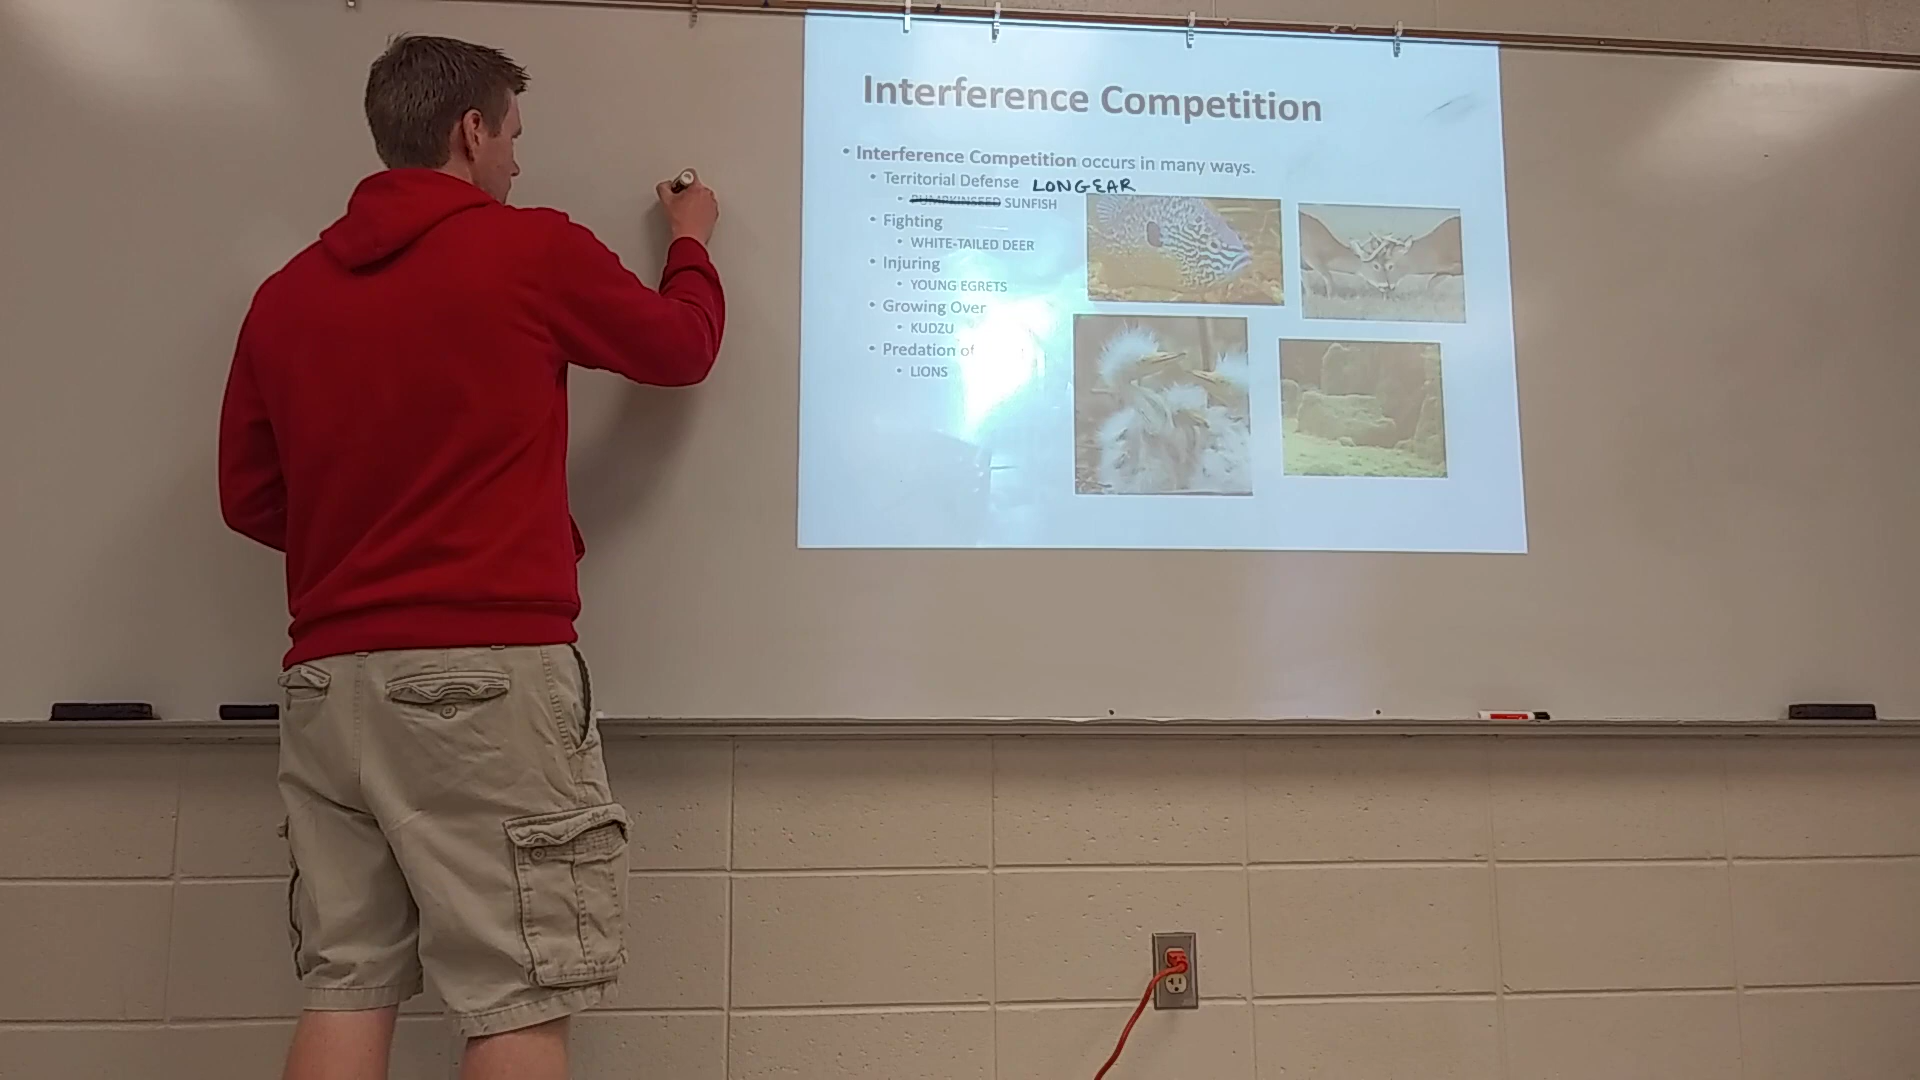 Interference Competition
• Interference Competition occurs in many ways.
• Territorial Defense LONGEAR
• PUMPKINSEED SUNFISH
• Fighting
• WHITE-TAILED DEER
• Injuring
• YOUNG EGRETS
• Growing Over
• KUDZU
• Predation of
• LIONS